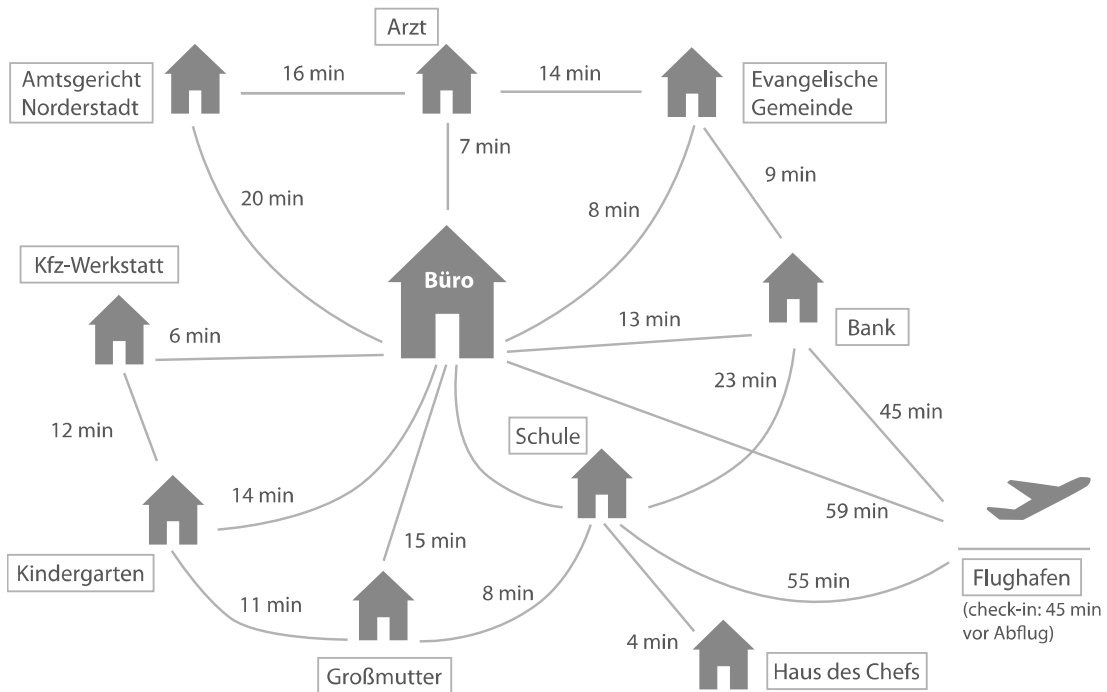 Arzt
Amtsgericht
Norderstadt
16 min
14 min
Evangelische
Gemeinde
7 min
9 min
20 min
8 min
Kfz-Werkstatt
Büro
6 min
13 min
Bank
23 min
45 min
12 min
Schule
14 min
59 min
15 min
Kindergarten
11 min
8 min
55 min
Flughafen
(check-in: 45 min
vor Abflug)
4 min
Großmutter
Haus des Chefs